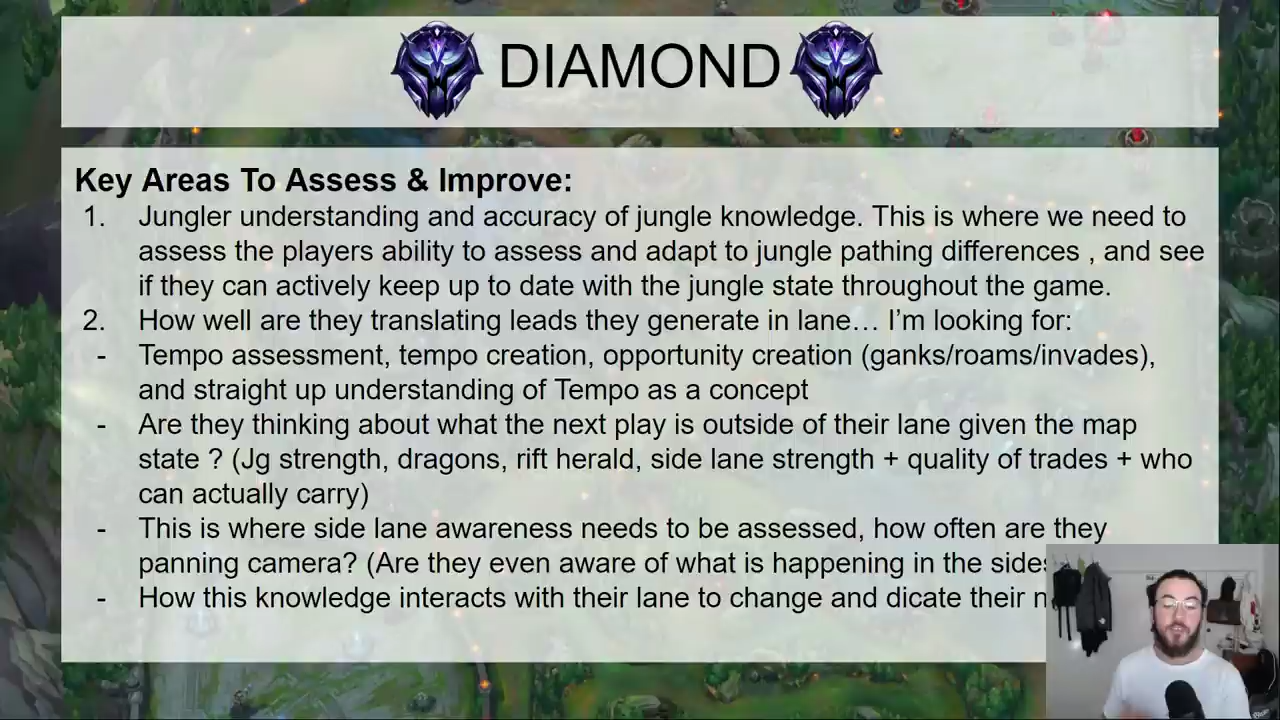 DIAMOND
Key Areas To Assess & Improve:
1. Jungler understanding and accuracy of jungle knowledge. This is where we need to
assess the players ability to assess and adapt to jungle pathing differences , and see
if they can actively keep up to date with the jungle state throughout the game.
2. How well are they translating leads they generate in lane… I’m looking for:
- Tempo assessment, tempo creation, opportunity creation (ganks/roams/invades),
and straight up understanding of Tempo as a concept
- Are they thinking about what the next play is outside of their lane given the map
state ? (Jg strength, dragons, rift herald, side lane strength + quality of trades + who
can actually carry)
- This is where side lane awareness needs to be assessed, how often are they
panning camera? (Are they even aware of what is happening in the sides
- How this knowledge interacts with their lane to change and dicate their